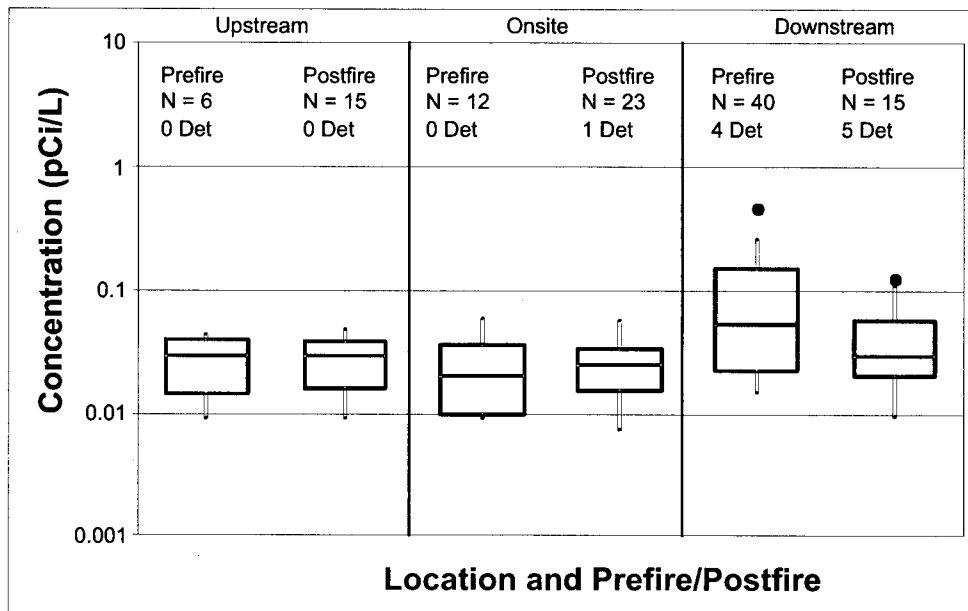 Upstream
Onsite
Downstream
Prefire
N = 6
0 Det
Postfire
N = 15
0 Det
Prefire
N = 12
0 Det
Postfire
N = 23
1 Det
Prefire
N = 40
4 Det
Postfire
N = 15
5 Det
Concentration (pCi/L)
10
1
0.1
0.01
0.001
Location and Prefire/Postfire